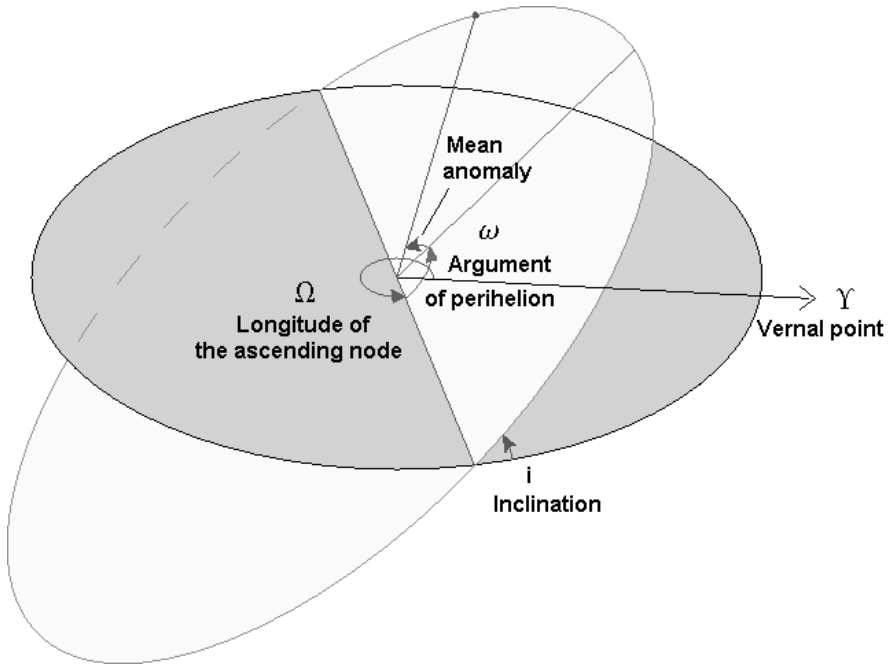 Mean
anomaly
ω
Argument
of perihelion
Ω
Longitude of
the ascending node
ϒ
Vernal point
i
Inclination